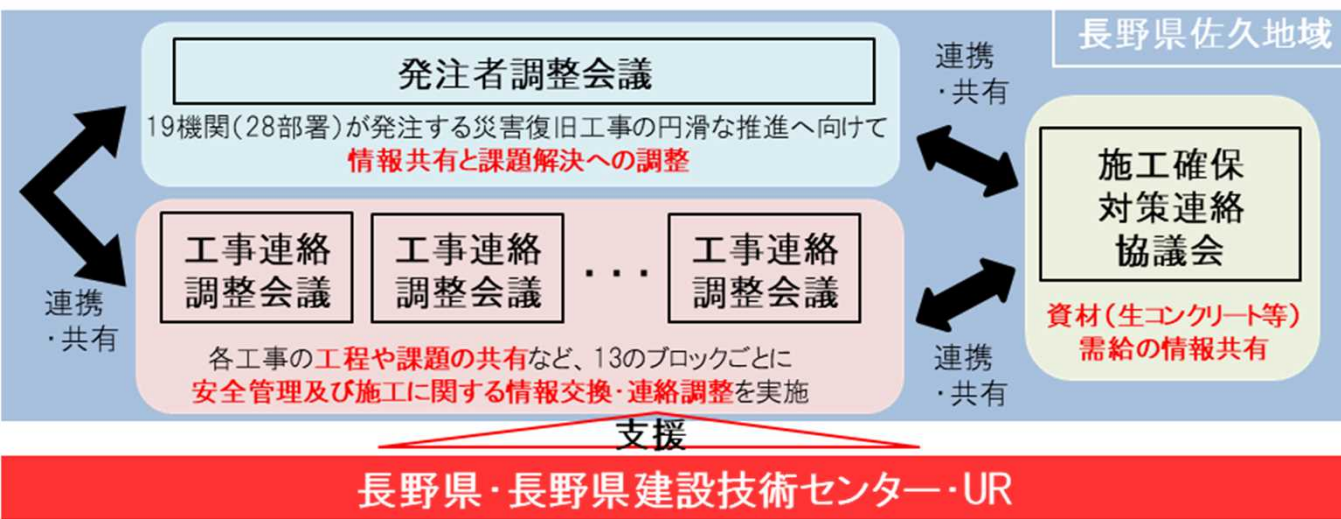 長野県佐久地域
発注者調整会議
19機関(28部署)が発注する災害復旧工事の円滑な推進へ向けて
情報共有と課題解決への調整
連携
・共有
施工確保
対策連絡
協議会
資材(生コンクリート等)
需給の情報共有
工事連絡
調整会議
工事連絡
調整会議
・・・
工事連絡
調整会議
各工事の工程や課題の共有など、13のブロックごとに
安全管理及び施工に関する情報交換・連絡調整を実施
連携
・共有
連携
・共有
支援
長野県・長野県建設技術センター・UR